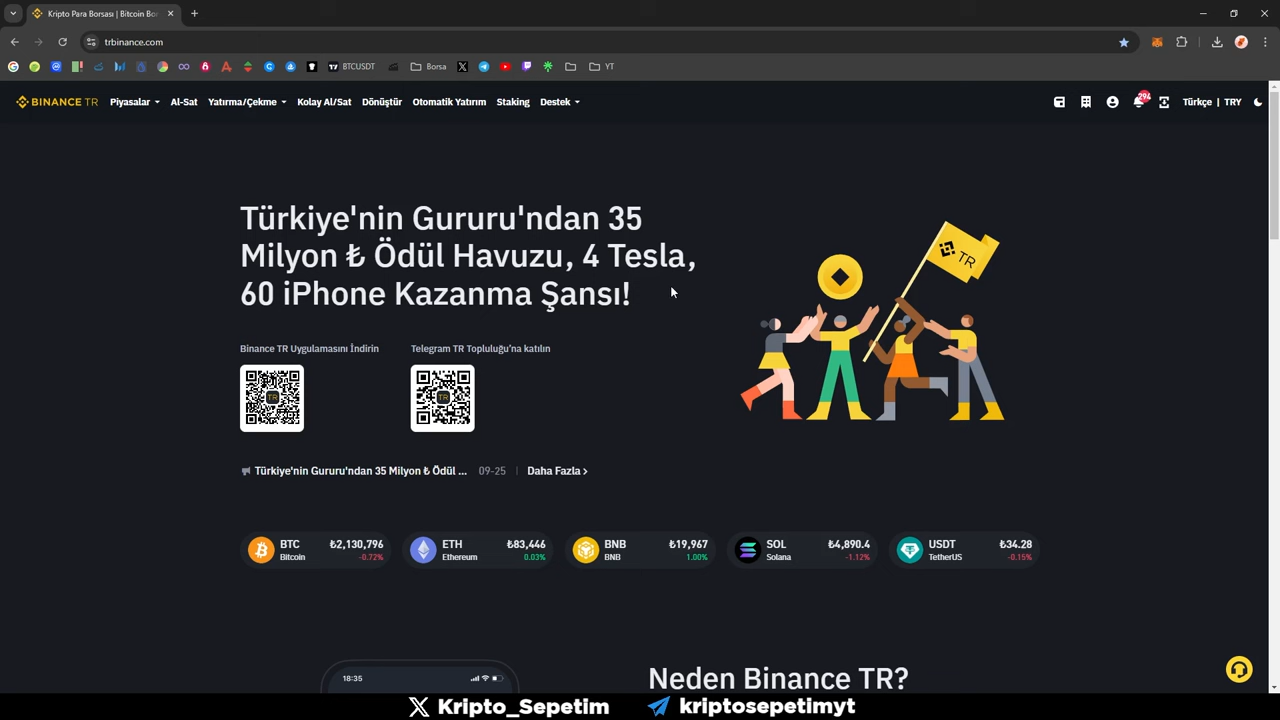 Kripto Para Borsası | Bitcoin Bor
trbinance.com
BTCUSDT
Borsa
YT
BINANCE TR
Piyasalar
Al-Sat
Yatırma/Çekme
Kolay Al/Sat
Dönüştür
Otomatik Yatırım
Staking
Destek
294
Türkçe | TRY
Türkiye'nin Gururu'ndan 35
Milyon ₺ Ödül Havuzu, 4 Tesla,
60 iPhone Kazanma Şansı!
TR
Binance TR Uygulamasını İndirin
Telegram TR Topluluğu'na katılın
TR
TR
Türkiye'nin Gururu'ndan 35 Milyon ₺ Ödül ...
09-25
Daha Fazla
BTC ₺2,130,796
Bitcoin -0.72%
ETH ₺83,446
Ethereum 0.03%
BNB ₺19,967
BNB 1.00%
SOL ₺4,890.4
Solana -1.12%
USDT ₺34.28
TetherUS -0.15%
18:35
Neden Binance TR?
Kripto_Sepetim
kriptosepetimyt